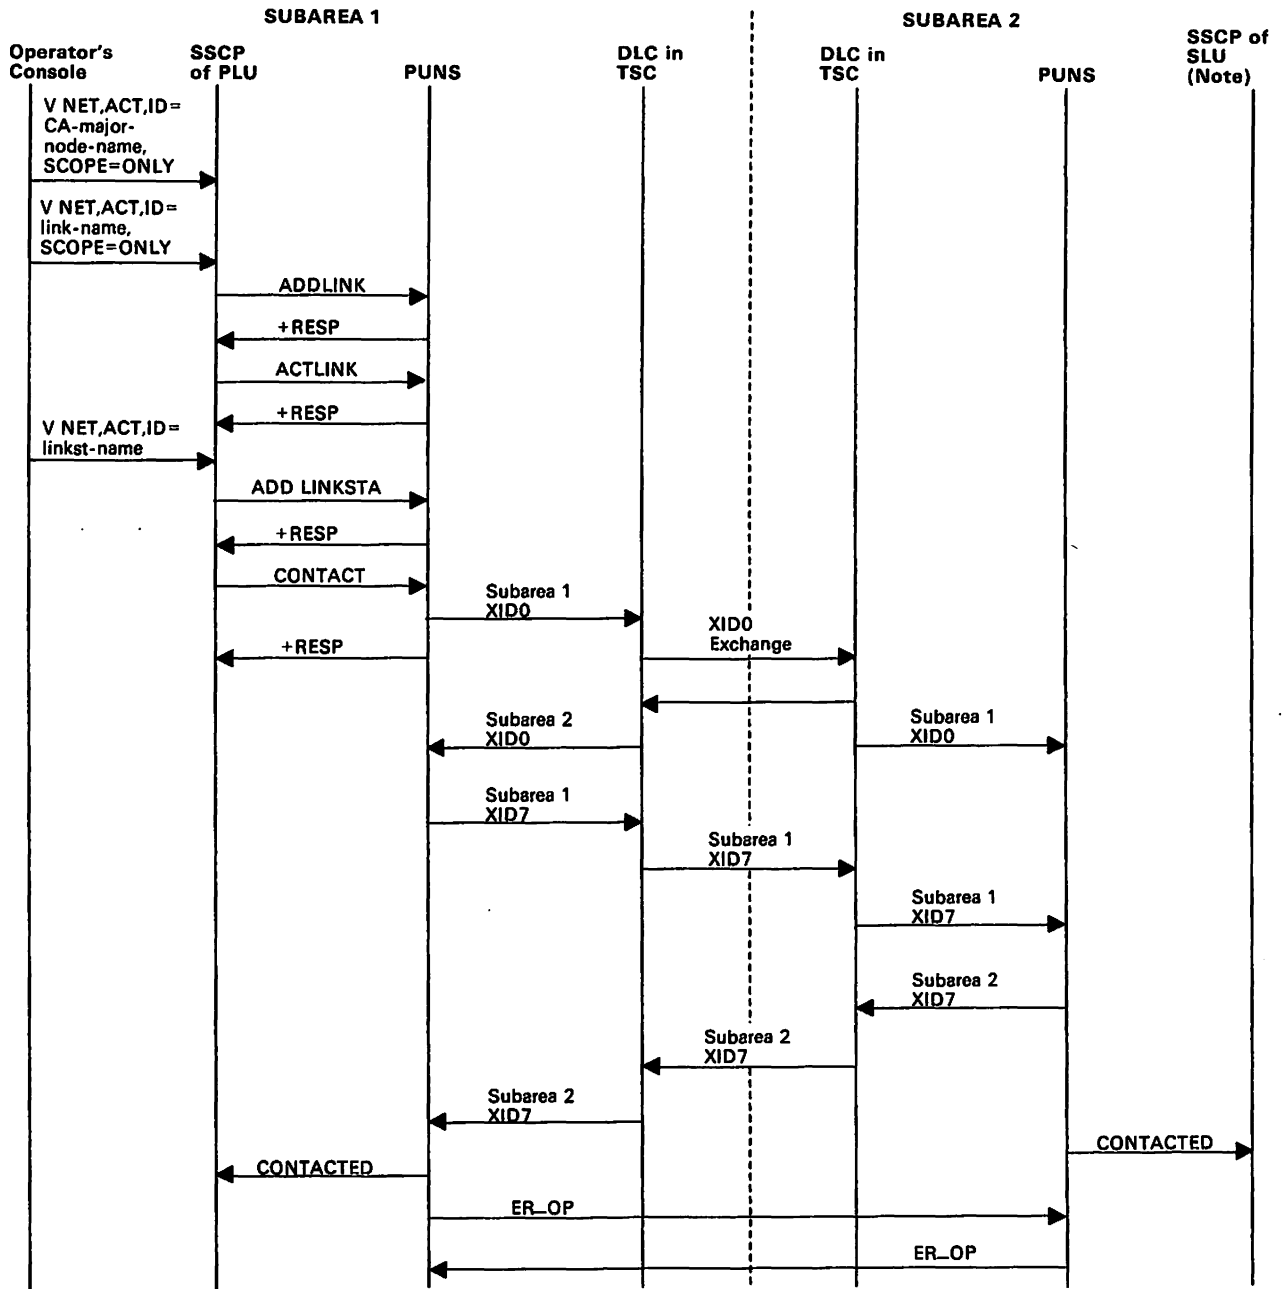 SUBAREA 1
SUBAREA 2
Operator's
Console
SSCP
of PLU
PUNS
DLC in
TSC
DLC in
TSC
PUNS
SSCP of
SLU
(Note)
V NET,ACT,ID=
CA-major-
node-name,
SCOPE=ONLY
V NET,ACT,ID=
link-name,
SCOPE=ONLY
ADDLINK
+RESP
ACTLINK
+RESP
V NET,ACT,ID=
linkst-name
ADD LINKSTA
+RESP
CONTACT
Subarea 1
XID0
+RESP
XID0
Exchange
Subarea 2
XID0
Subarea 1
XID0
Subarea 1
XID7
Subarea 1
XID7
Subarea 1
XID7
Subarea 2
XID7
Subarea 2
XID7
Subarea 2
XID7
CONTACTED
CONTACTED
ER_OP
ER_OP